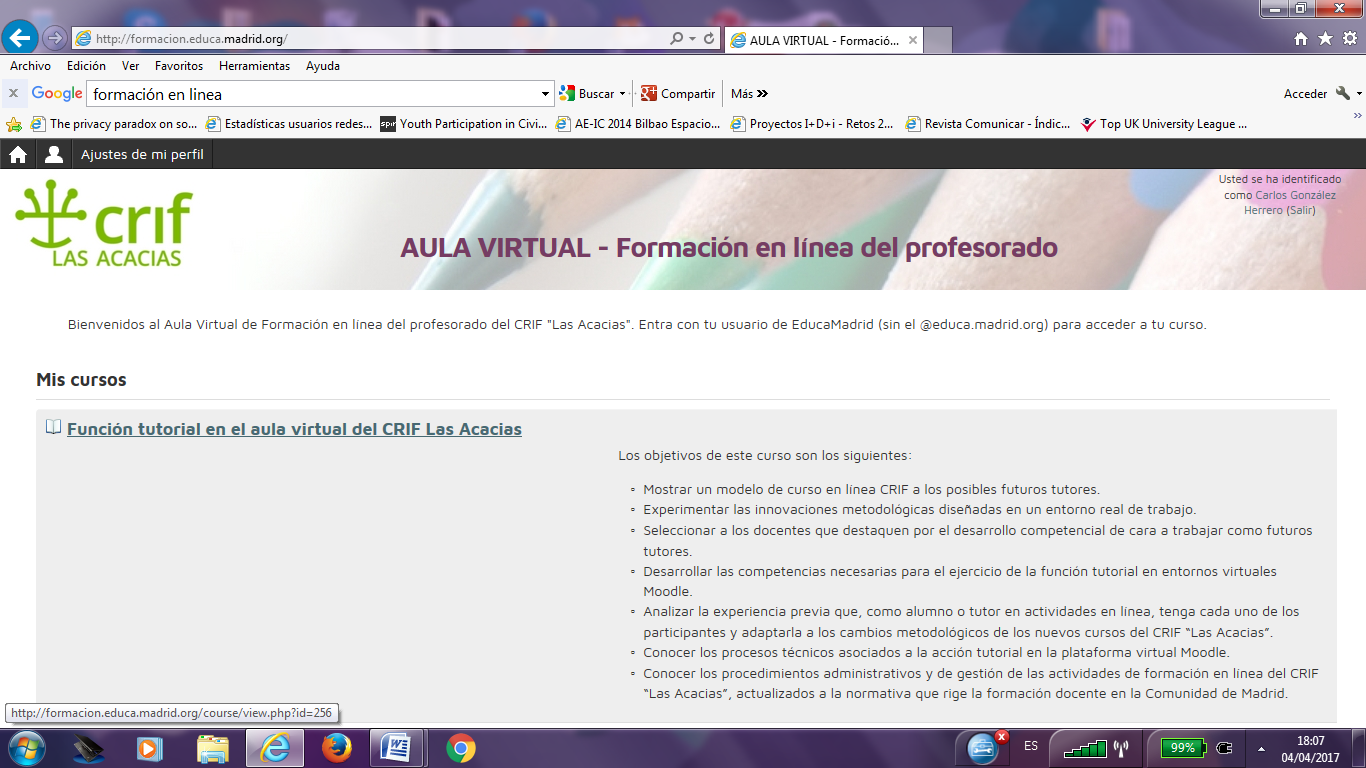 http://formacion.educa.madrid.org/
AULA VIRTUAL - Formació...
Archivo Edición Ver Favoritos Herramientas Ayuda
x Google formación en linea Buscar Compartir Más Acceder
The privacy paradox on so... Estadísticas usuarios redes... Youth Participation in Civi... AE-IC 2014 Bilbao Espacio... Proyectos I+D+i - Retos 2... Revista Comunicar - Índic... Top UK University League ...
Ajustes de mi perfil
Usted se ha identificado
como Carlos González
Herrero (Salir)
crif
LAS ACACIAS
AULA VIRTUAL - Formación en línea del profesorado
Bienvenidos al Aula Virtual de Formación en línea del profesorado del CRIF "Las Acacias". Entra con tu usuario de EducaMadrid (sin el @educa.madrid.org) para acceder a tu curso.
Mis cursos
Función tutorial en el aula virtual del CRIF Las Acacias
Los objetivos de este curso son los siguientes:
Mostrar un modelo de curso en línea CRIF a los posibles futuros tutores.
Experimentar las innovaciones metodológicas diseñadas en un entorno real de trabajo.
Seleccionar a los docentes que destaquen por el desarrollo competencial de cara a trabajar como futuros
tutores.
Desarrollar las competencias necesarias para el ejercicio de la función tutorial en entornos virtuales
Moodle.
Analizar la experiencia previa que, como alumno o tutor en actividades en línea, tenga cada uno de los
participantes y adaptarla a los cambios metodológicos de los nuevos cursos del CRIF “Las Acacias”.
Conocer los procesos técnicos asociados a la acción tutorial en la plataforma virtual Moodle.
Conocer los procedimientos administrativos y de gestión de las actividades de formación en línea del CRIF
“Las Acacias”, actualizados a la normativa que rige la formación docente en la Comunidad de Madrid.
http://formacion.educa.madrid.org/course/view.php?id=256
ES 99% 18:07
04/04/2017